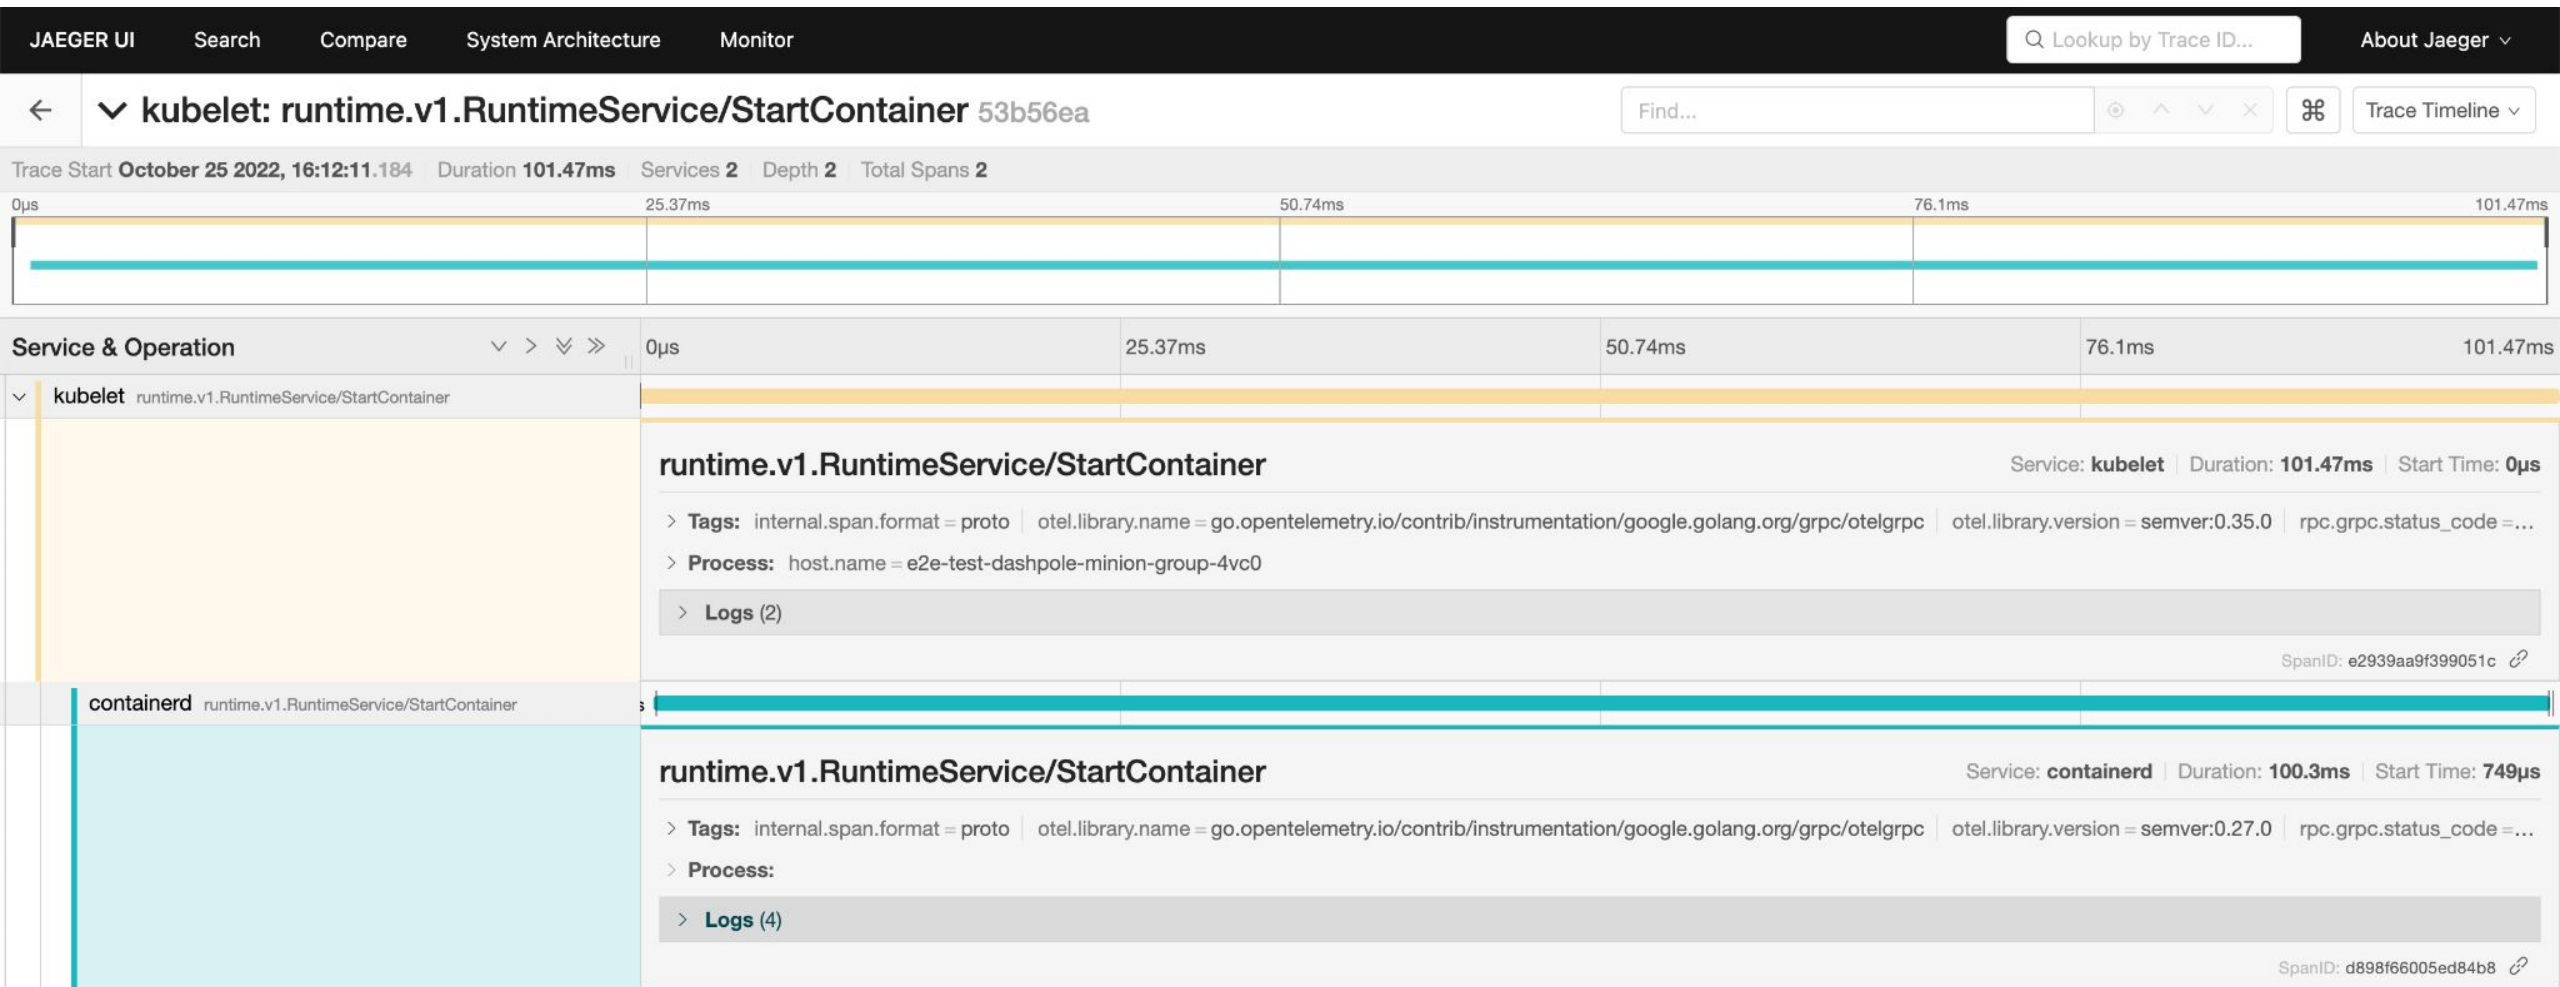 JAEGER UI Search Compare System Architecture Monitor Lookup by Trace ID... About Jaeger
kubelet: runtime.v1.RuntimeService/StartContainer 53b56ea Find... ⌘ Trace Timeline
Trace Start October 25 2022, 16:12:11.184 Duration 101.47ms Services 2 Depth 2 Total Spans 2
0μs 25.37ms 50.74ms 76.1ms 101.47ms
Service & Operation 0μs 25.37ms 50.74ms 76.1ms 101.47ms
kubelet runtime.v1.RuntimeService/StartContainer
runtime.v1.RuntimeService/StartContainer Service: kubelet Duration: 101.47ms Start Time: 0μs
Tags: internal.span.format = proto otel.library.name = go.opentelemetry.io/contrib/instrumentation/google.golang.org/grpc/otelgrpc otel.library.version = semver:0.35.0 rpc.grpc.status_code =...
Process: host.name = e2e-test-dashpole-minion-group-4vc0
Logs (2)
SpanID: e2939aa9f399051c
containerd runtime.v1.RuntimeService/StartContainer s
runtime.v1.RuntimeService/StartContainer Service: containerd Duration: 100.3ms Start Time: 749μs
Tags: internal.span.format = proto otel.library.name = go.opentelemetry.io/contrib/instrumentation/google.golang.org/grpc/otelgrpc otel.library.version = semver:0.27.0 rpc.grpc.status_code =...
Process:
Logs (4)
SpanID: d898f66005ed84b8